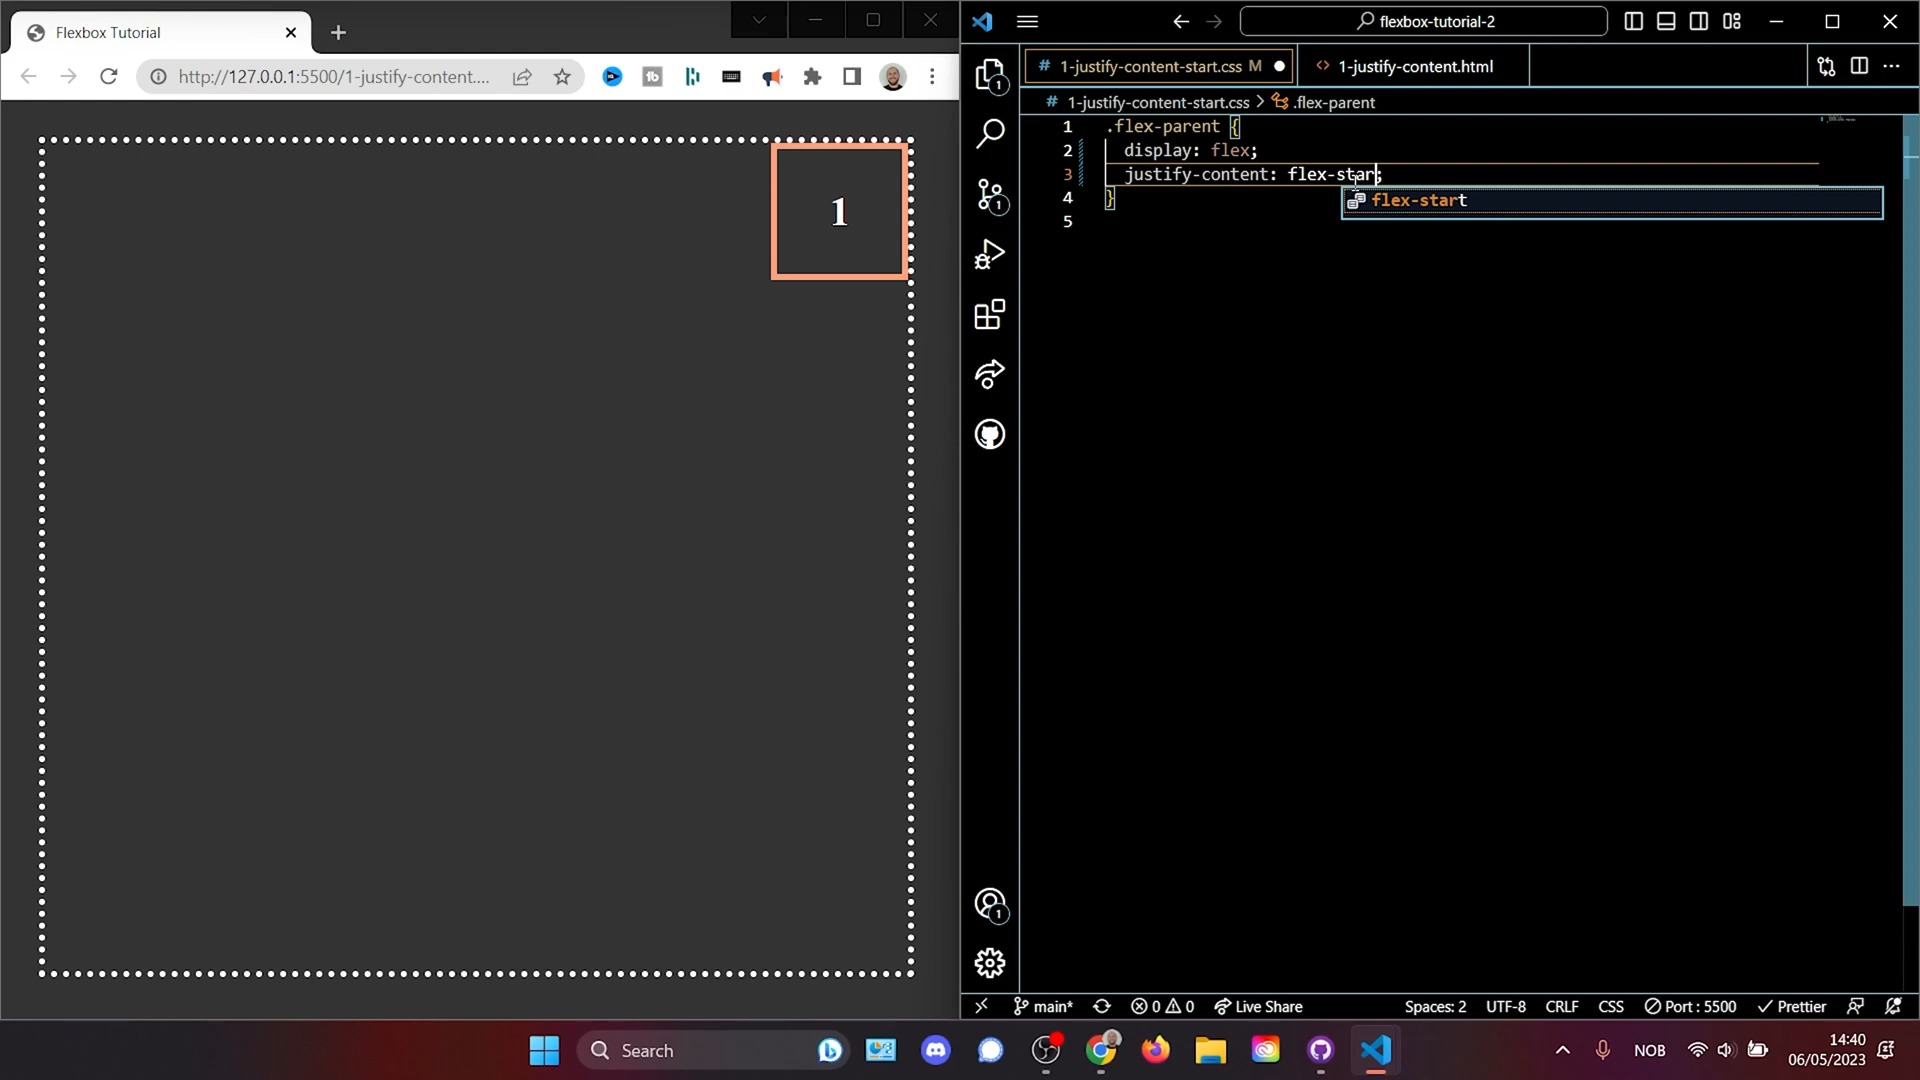 Flexbox Tutorial
http://127.0.0.1:5500/1-justify-content....
1
flexbox-tutorial-2
# 1-justify-content-start.css M
<> 1-justify-content.html
# 1-justify-content-start.css > .flex-parent
1 .flex-parent {
2 display: flex;
3 justify-content: flex-star;
flex-start
4 }
5
1
1
1
main*
0 0
Live Share
Spaces: 2
UTF-8
CRLF
CSS
Port : 5500
Prettier
Search
NOB
14:40
06/05/2023